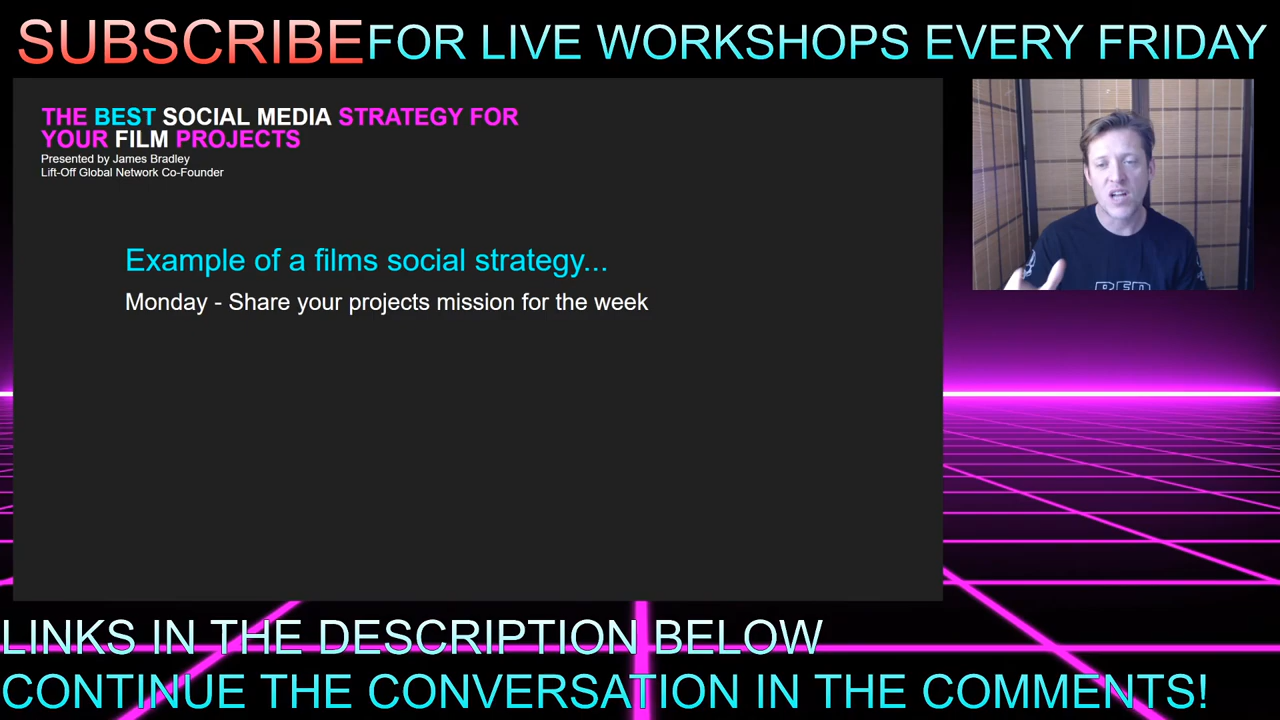 SUBSCRIBE FOR LIVE WORKSHOPS EVERY FRIDAY
THE BEST SOCIAL MEDIA STRATEGY FOR
YOUR FILM PROJECTS
Presented by James Bradley
Lift-Off Global Network Co-Founder
Example of a films social strategy...
Monday - Share your projects mission for the week
LINKS IN THE DESCRIPTION BELOW
CONTINUE THE CONVERSATION IN THE COMMENTS!